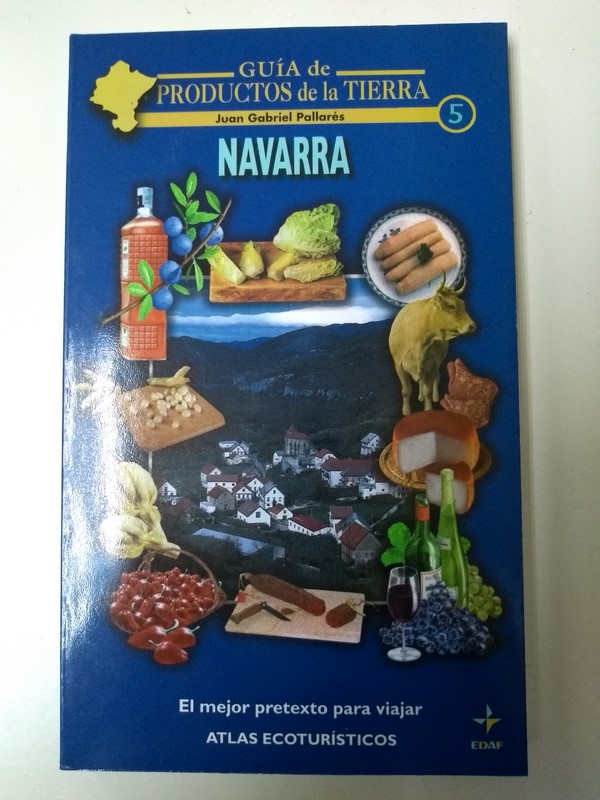 GUÍA de
PRODUCTOS de la TIERRA
Juan Gabriel Pallarés
5
NAVARRA
El mejor pretexto para viajar
ATLAS ECOTURÍSTICOS
EDAF